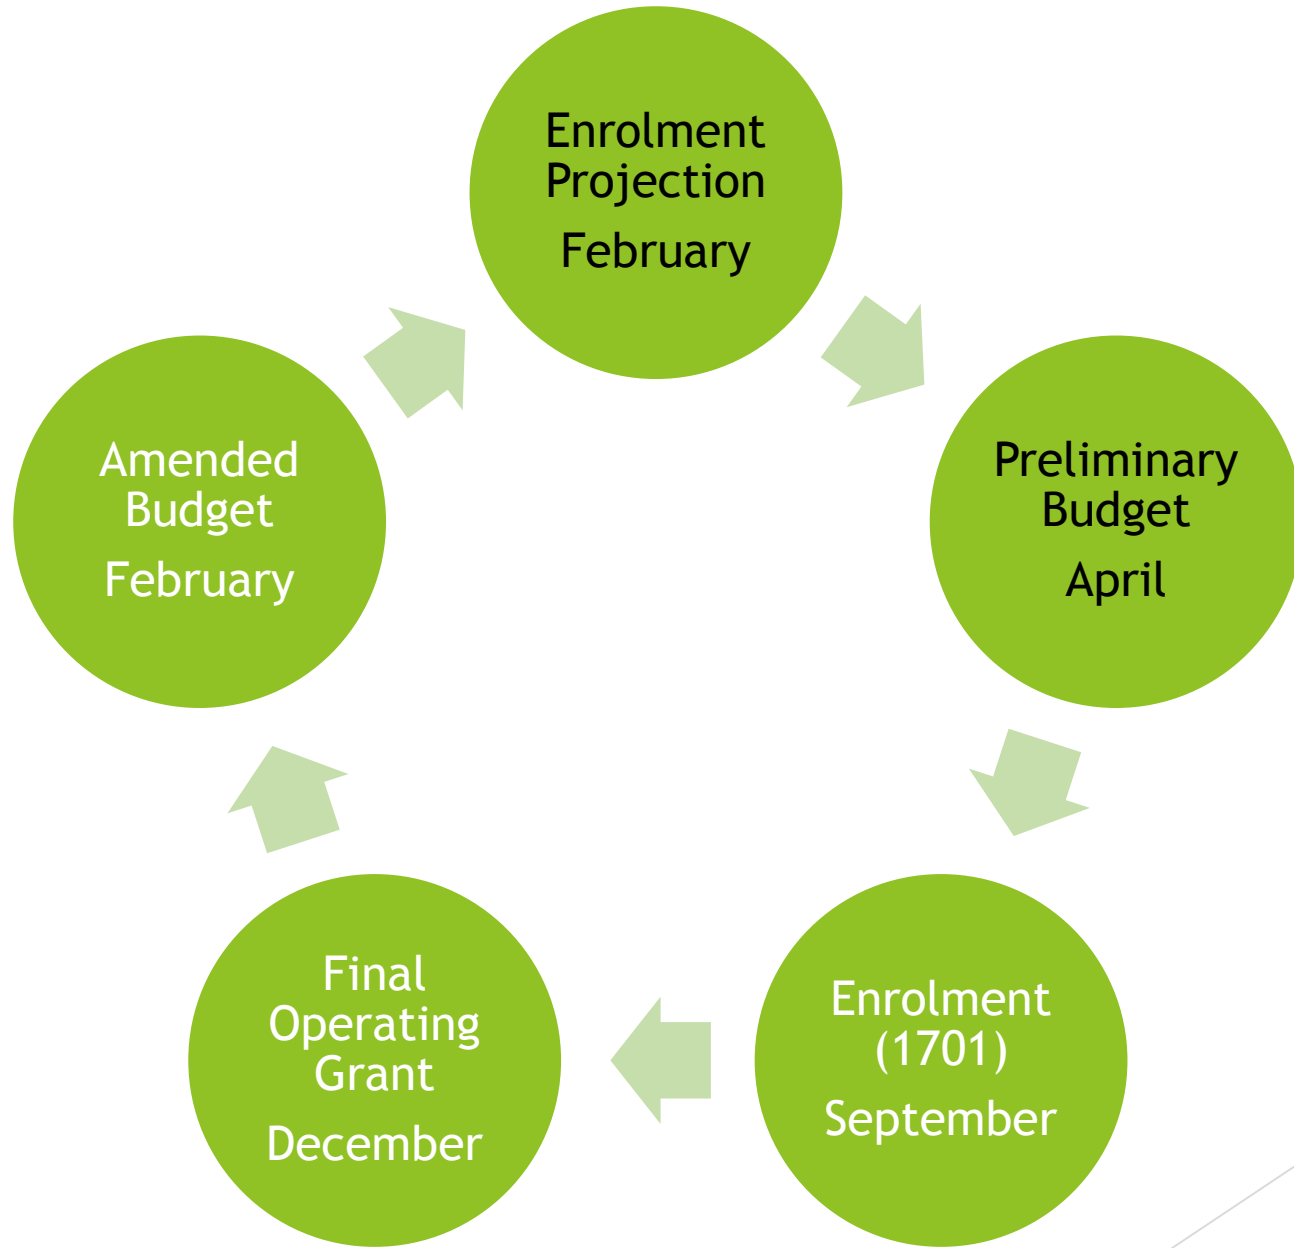 Enrolment
Projection
February
Preliminary
Budget
April
Enrolment
(1701)
September
Final
Operating
Grant
December
Amended
Budget
February